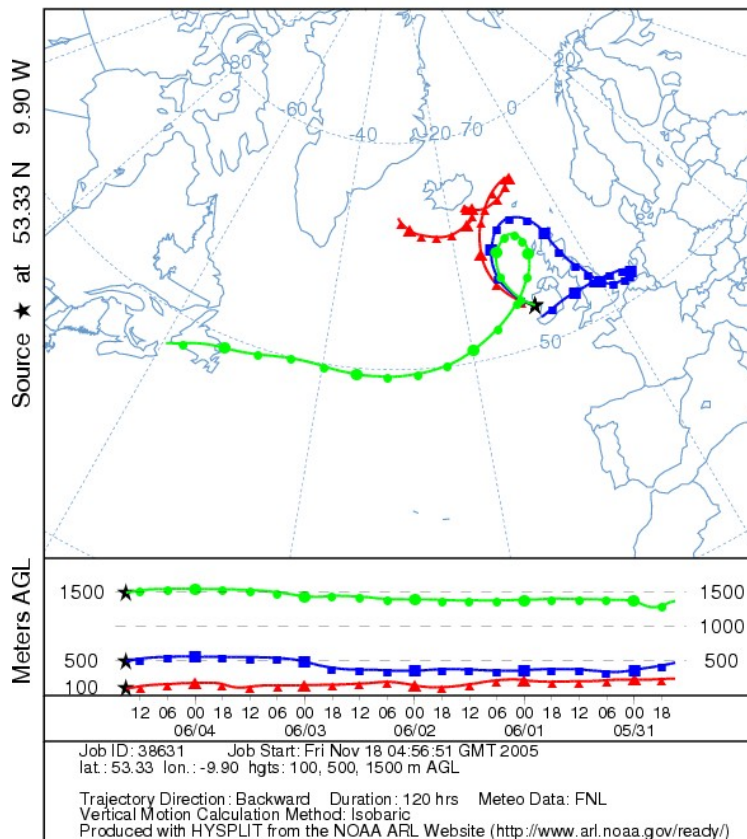 Source ★ at 53.33 N 9.90 W
80
60
-40
-20
70
0
20
50
Meters AGL
1500 1500
1000
500 500
100
12 06 00 18 12 06 00 18 12 06 00 18 12 06 00 18 12 06 00 18
06/04 06/03 06/02 06/01 05/31
Job ID: 38631 Job Start: Fri Nov 18 04:56:51 GMT 2005
lat.: 53.33 lon.: -9.90 hgts: 100, 500, 1500 m AGL
Trajectory Direction: Backward Duration: 120 hrs Meteo Data: FNL
Vertical Motion Calculation Method: Isobaric
Produced with HYSPLIT from the NOAA ARL Website (http://www.arl.noaa.gov/ready/)